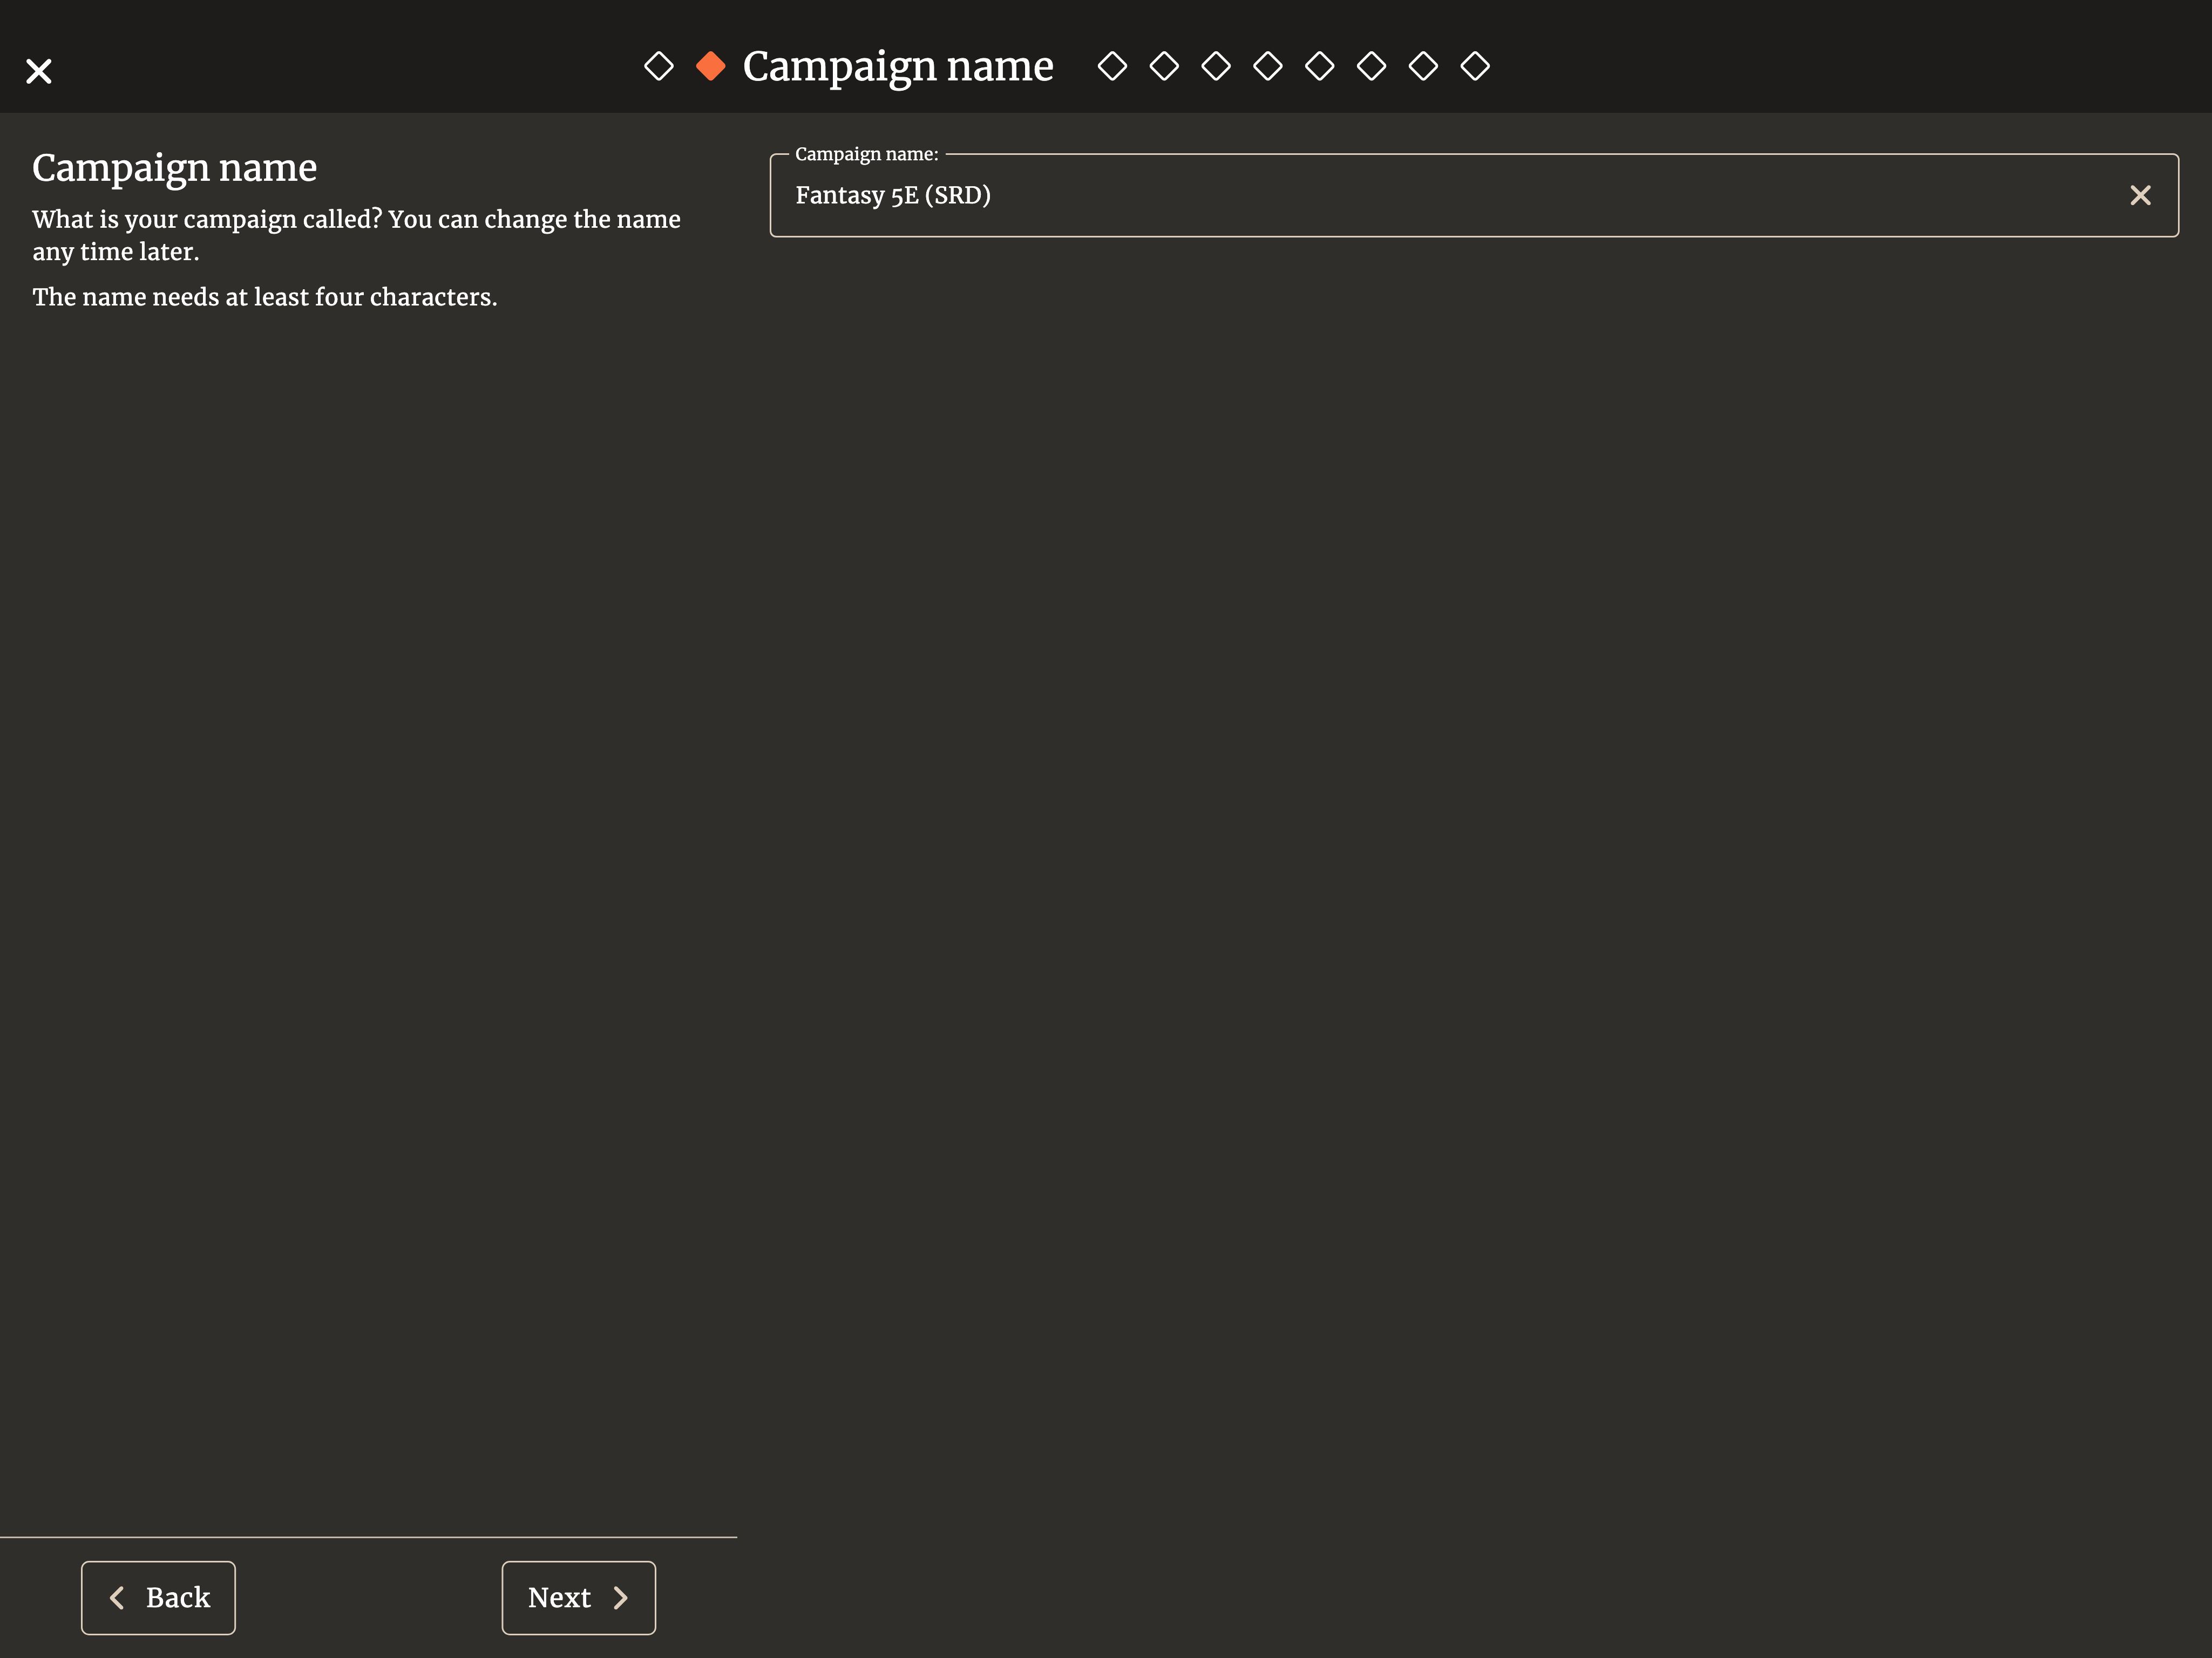 Campaign name
Campaign name
What is your campaign called? You can change the name
any time later.
The name needs at least four characters.
Campaign name:
Fantasy 5E (SRD)
Back
Next